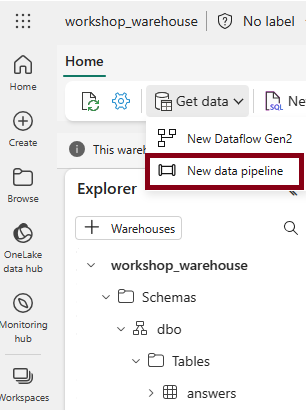 workshop_warehouse
No label
Home
Home
Get data
SQL
Ne
Create
New Dataflow Gen2
This wareh
New data pipeline
Browse
Explorer
Warehouses
OneLake
data hub
workshop_warehouse
Schemas
Monitoring
hub
dbo
Tables
Workspaces
answers